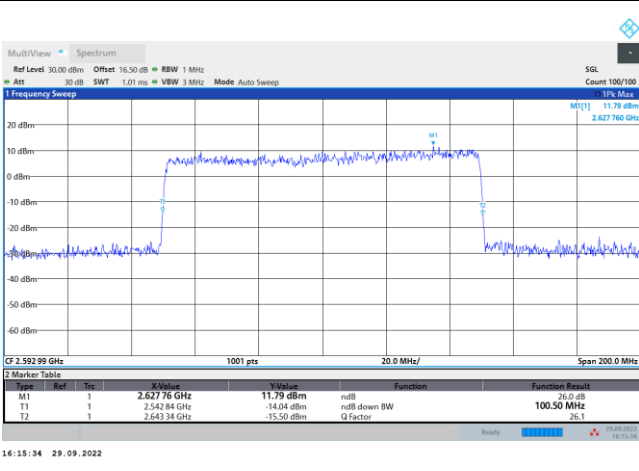 MultiView Spectrum
Ref Level 30.00 dBm Offset 16.50 dB RBW 1 MHz SGL
Att 30 dB SWT 1.01 ms VBW 3 MHz Mode Auto Sweep Count 100/100
1 Frequency Sweep 1Pk Max
M1[1] 11.79 dBm
2.627 760 GHz
20 dBm
M1
10 dBm
0 dBm
T1
-10 dBm
T2
-20 dBm
-30 dBm
-40 dBm
-50 dBm
-60 dBm
CF 2.592 99 GHz 1001 pts 20.0 MHz/ Span 200.0 MHz
2 Marker Table
Type Ref Trc X-Value Y-Value Function Function Result
M1 1 2.627 76 GHz 11.79 dBm ndB 26.0 dB
T1 1 2.542 84 GHz -14.04 dBm ndB down BW 100.50 MHz
T2 1 2.643 34 GHz -15.50 dBm Q Factor 26.1
Ready 29.09.2022
16:15:34
16:15:34 29.09.2022